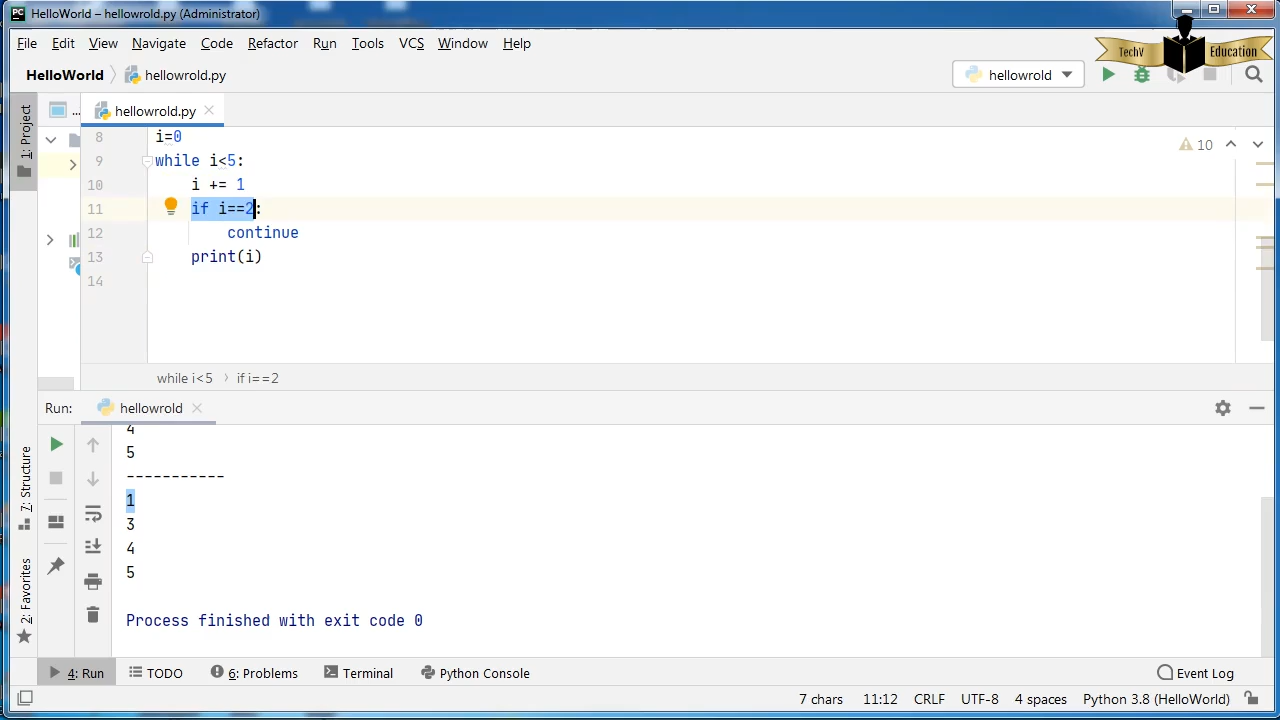 PC HelloWorld – hellowrold.py (Administrator)
File Edit View Navigate Code Refactor Run Tools VCS Window Help
TechV Education
HelloWorld hellowrold.py hellowrold
1: Project ... hellowrold.py
8 i=0
10
9 while i<5:
10 i += 1
11 if i==2:
12 continue
13 print(i)
14
while i<5 › if i==2
Run: hellowrold
4
5
-----------
1
3
4
5
Process finished with exit code 0
7: Structure
2: Favorites
4: Run TODO 6: Problems Terminal Python Console Event Log
7 chars 11:12 CRLF UTF-8 4 spaces Python 3.8 (HelloWorld)